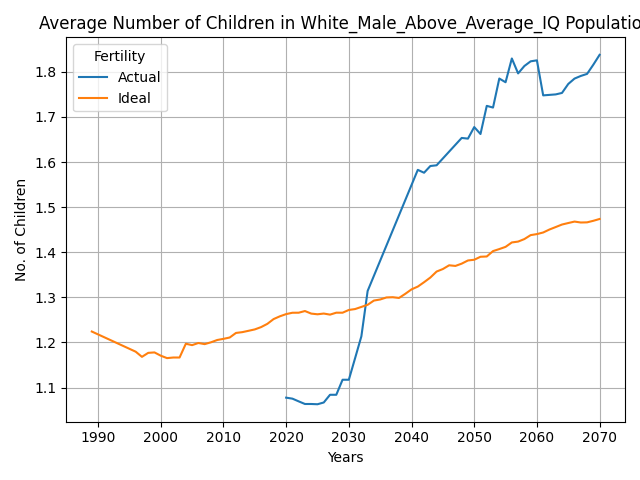 Average Number of Children in White_Male_Above_Average_IQ Populatio
Fertility
Actual
Ideal
1.8
1.7
1.6
1.5
1.4
1.3
1.2
1.1
No. of Children
1990 2000 2010 2020 2030 2040 2050 2060 2070
Years